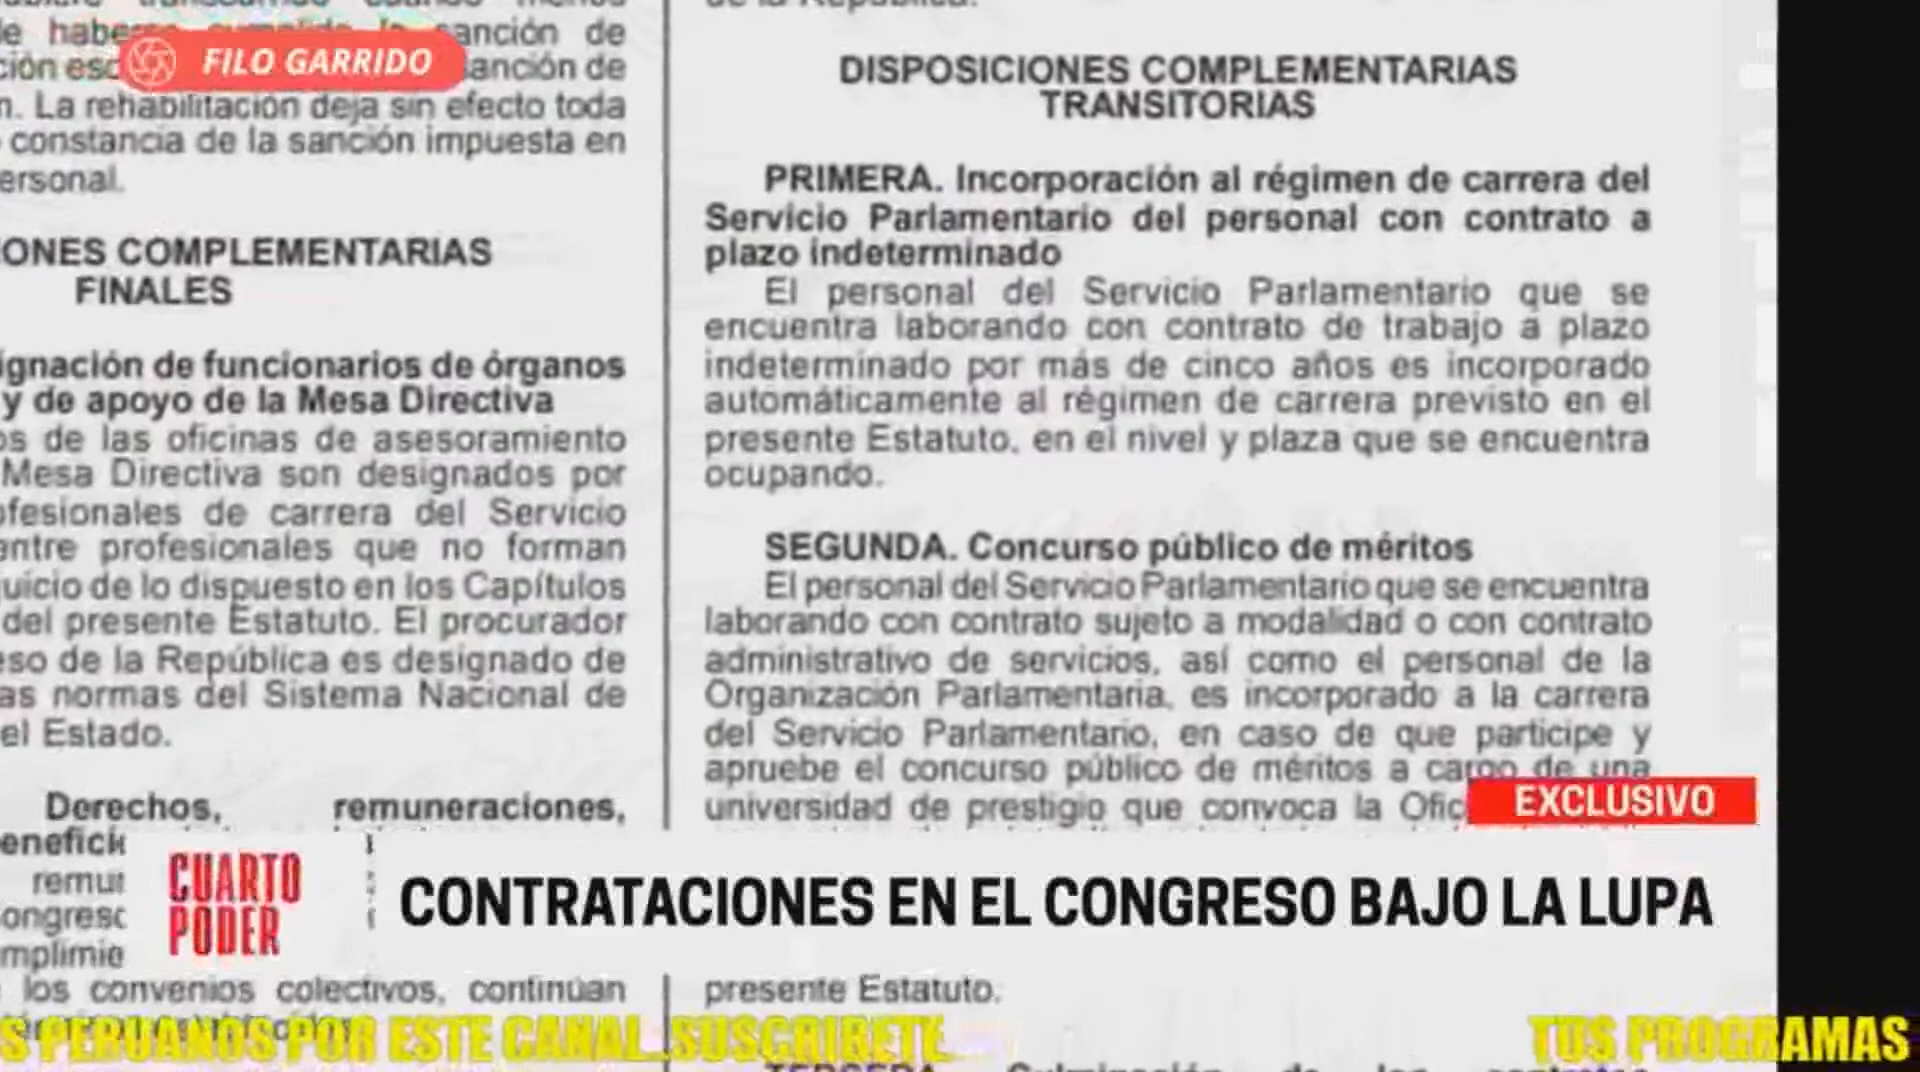 FILO GARRIDO
sanción de
sanción de
La rehabilitación deja sin efecto toda
constancia de la sanción impuesta en
COMPLEMENTARIAS
FINALES
de funcionarios de órganos
y de apoyo de la Mesa Directiva
de las oficinas de asesoramiento
Mesa Directiva son designados por
de carrera del Servicio
profesionales que no forman
de lo dispuesto en los Capítulos
del presente Estatuto. El procurador
de la República es designado de
normas del Sistema Nacional de
el Estado.
Derechos, remuneraciones,
los convenios colectivos, continúan
de la República.
DISPOSICIONES COMPLEMENTARIAS
TRANSITORIAS
PRIMERA. Incorporación al régimen de carrera del
Servicio Parlamentario del personal con contrato a
plazo indeterminado
El personal del Servicio Parlamentario que se
encuentra laborando con contrato de trabajo a plazo
indeterminado por más de cinco años es incorporado
automáticamente al régimen de carrera previsto en el
presente Estatuto, en el nivel y plaza que se encuentra
ocupando.
SEGUNDA. Concurso público de méritos
El personal del Servicio Parlamentario que se encuentra
laborando con contrato sujeto a modalidad o con contrato
administrativo de servicios, así como el personal de la
Organización Parlamentaria, es incorporado a la carrera
del Servicio Parlamentario, en caso de que participe y
apruebe el concurso público de méritos a cargo de una
universidad de prestigio que convoca la
presente Estatuto.
EXCLUSIVO
CUARTO
PODER
CONTRATACIONES EN EL CONGRESO BAJO LA LUPA
PERUANOS POR ESTE CANAL. SUSCRIBETE
TUS PROGRAMAS